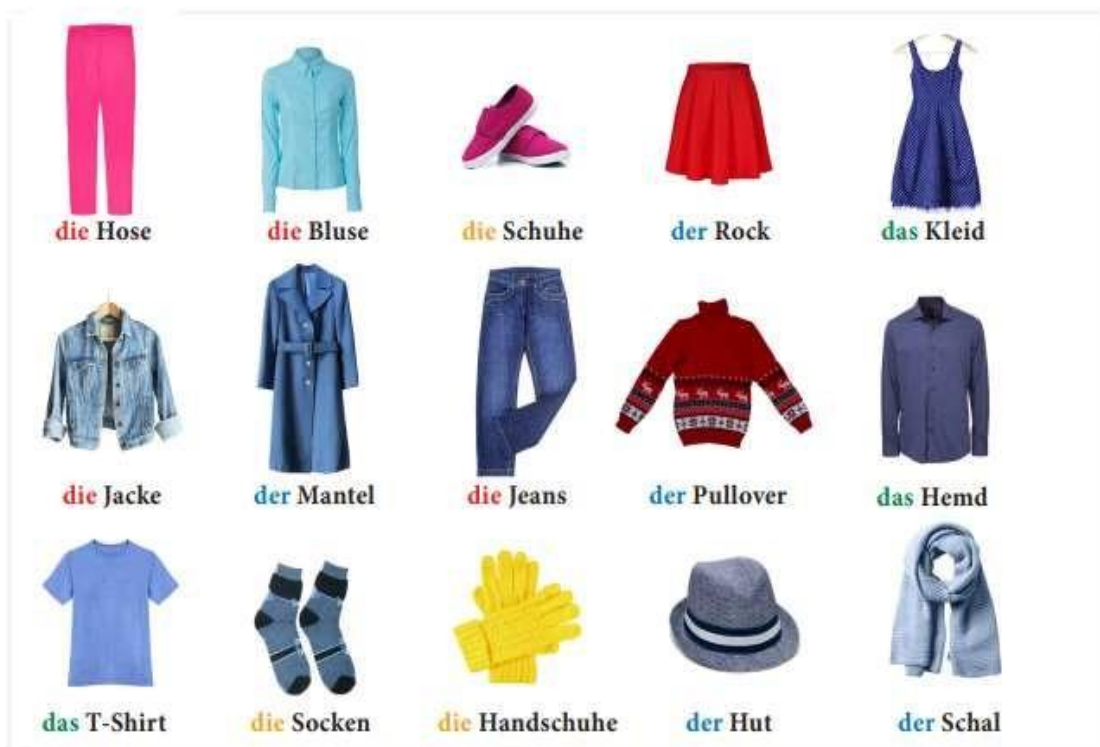 die Hose
die Bluse
die Schuhe
der Rock
das Kleid
die Jacke
der Mantel
die Jeans
der Pullover
das Hemd
das T-Shirt
die Socken
die Handschuhe
der Hut
der Schal